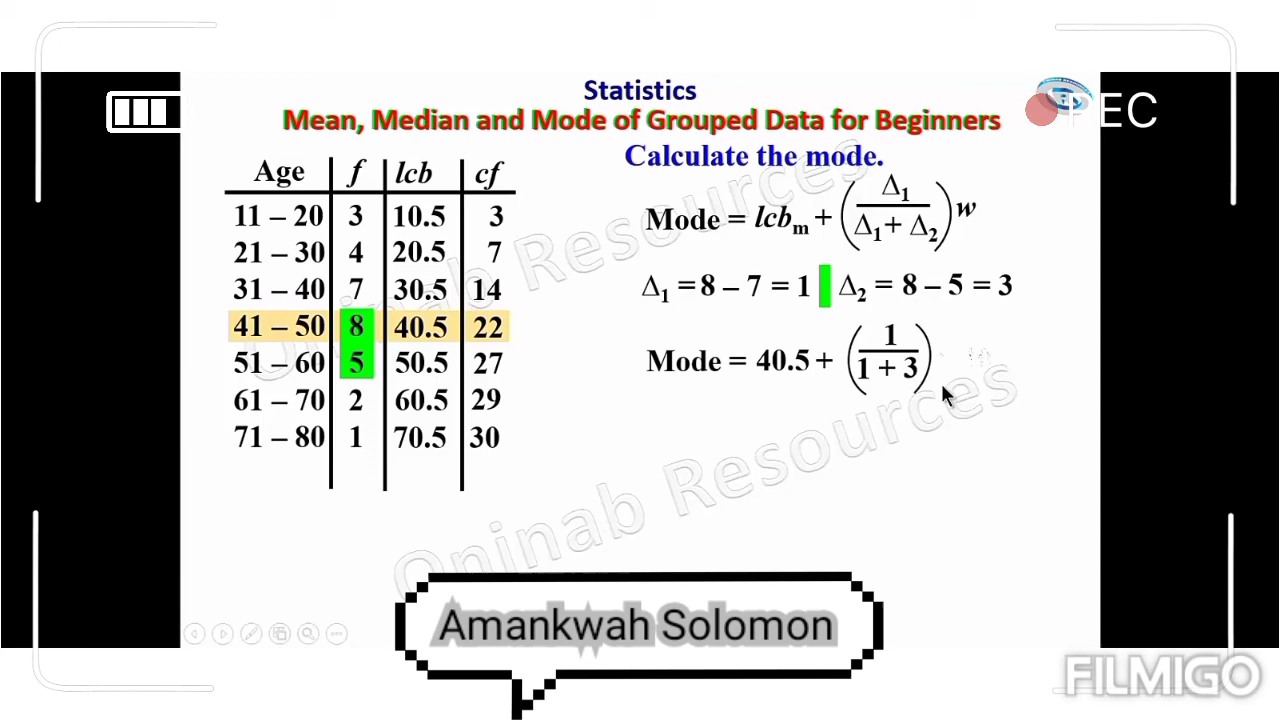 Statistics
Mean, Median and Mode of Grouped Data for Beginners
PEC
Calculate the mode.
Age f lcb cf
11 – 20 3 10.5 3
21 – 30 4 20.5 7
31 – 40 7 30.5 14
41 – 50 8 40.5 22
51 – 60 5 50.5 27
61 – 70 2 60.5 29
71 – 80 1 70.5 30
Mode = lcbₘ + (Δ₁ / Δ₁ + Δ₂) w
Δ₁ = 8 – 7 = 1 Δ₂ = 8 – 5 = 3
Mode = 40.5 + (1 / 1 + 3)
Oninab Resources
Oninab Resources
Amankwah Solomon
FILMIGO